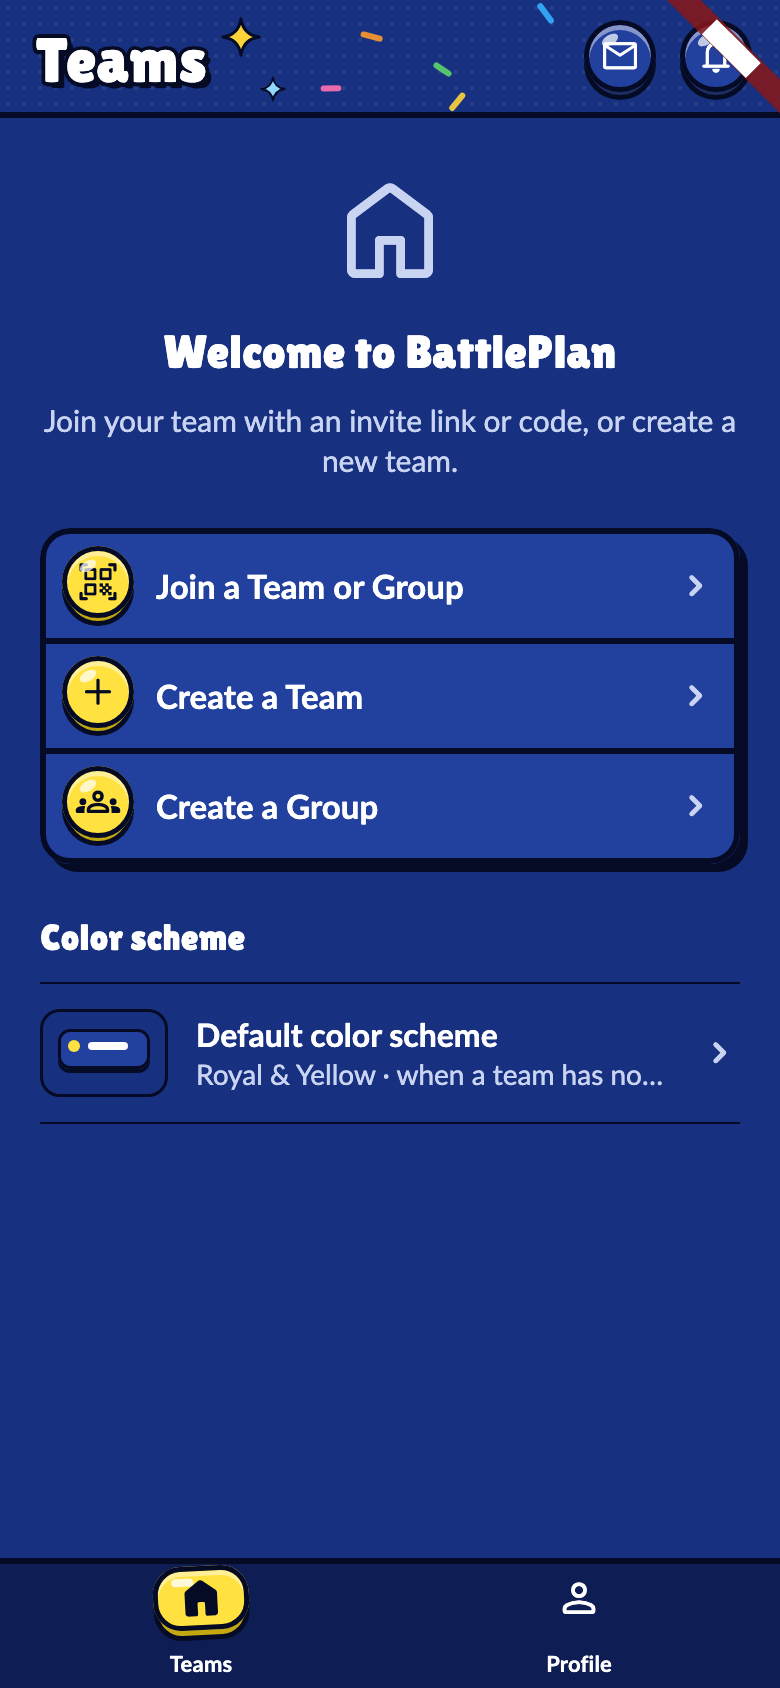 Teams
Welcome to BattlePlan
Join your team with an invite link or code, or create a
new team.
Join a Team or Group
Create a Team
Create a Group
Color scheme
Default color scheme
Royal & Yellow · when a team has no...
Teams
Profile